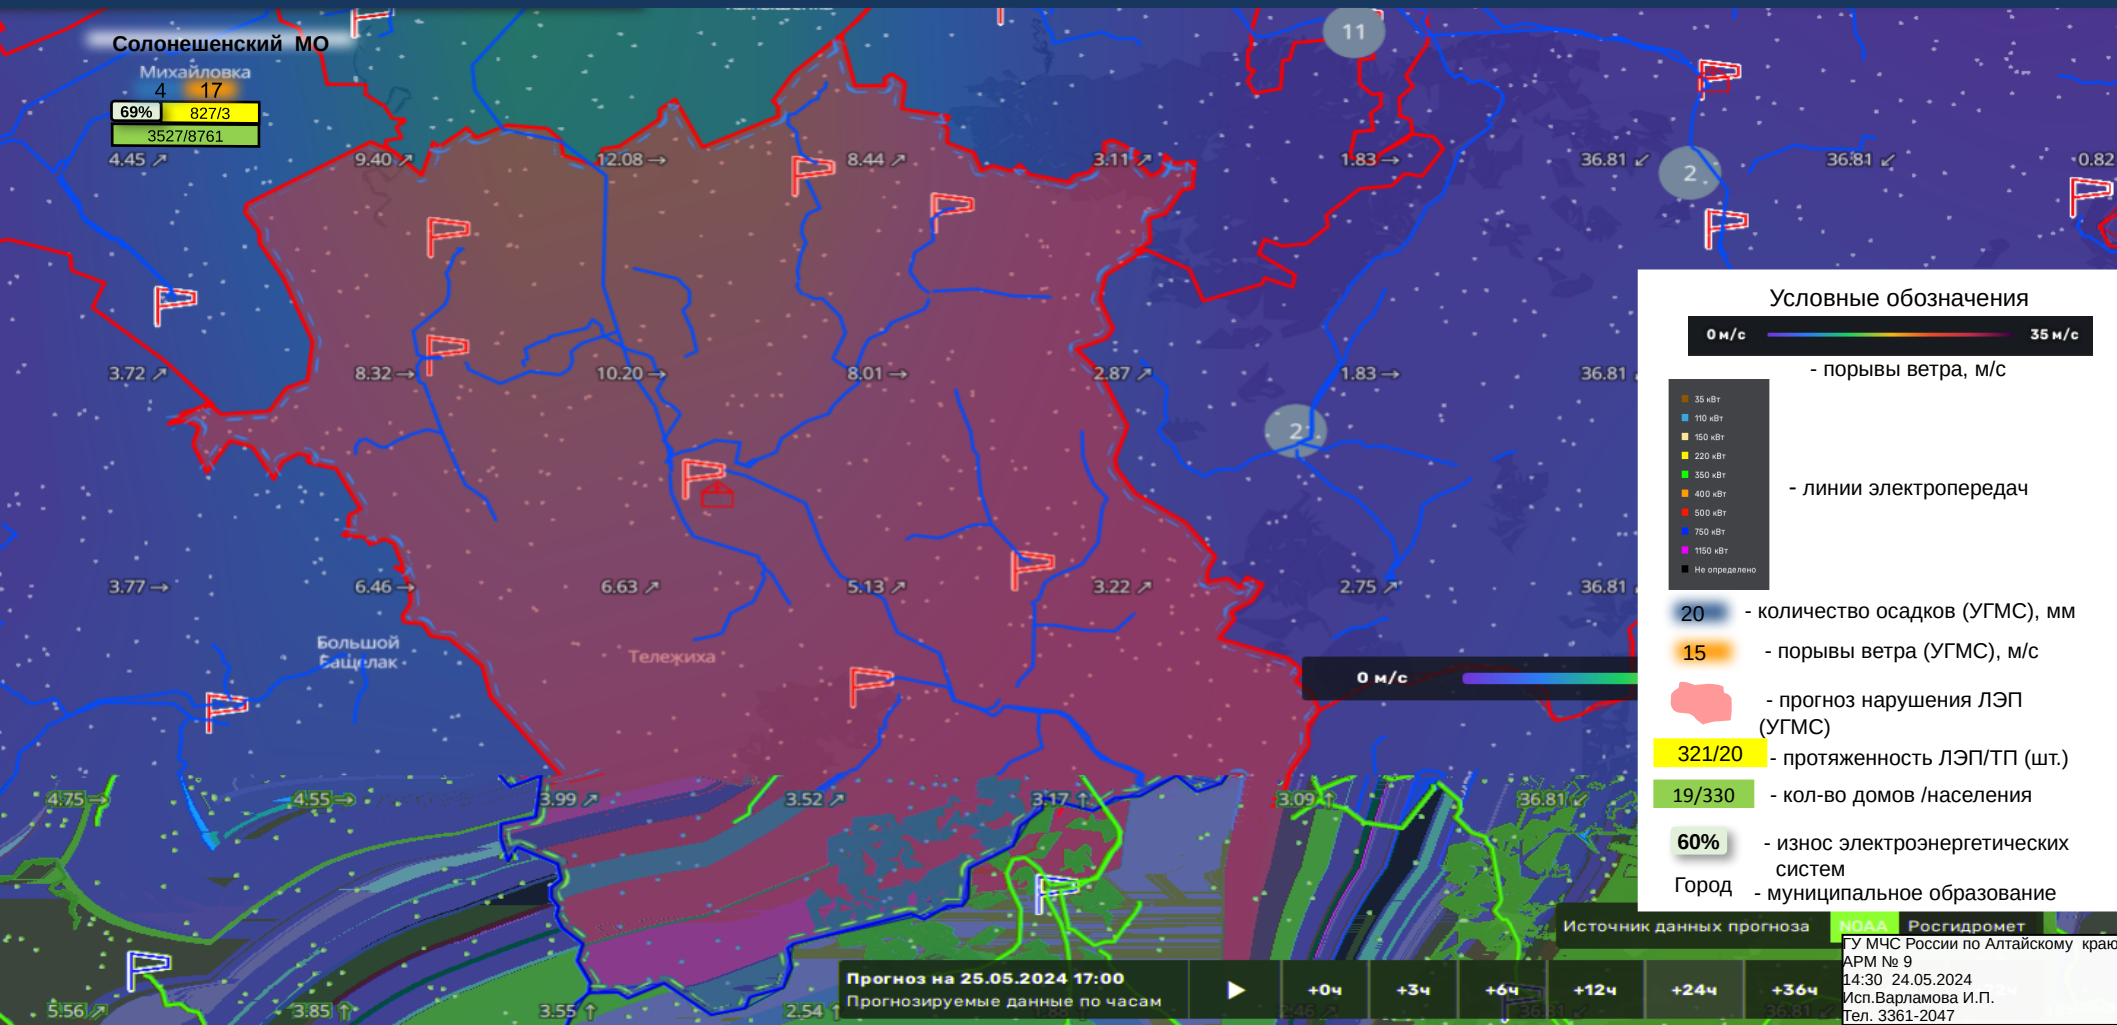 Солонешенский МО
Михайловка
4 17
69% 827/3
3527/8761
11
2
2
4.45 ↗ 9.40 ↗ 12.08 → 8.44 ↗ 3.11 ↗ 1.83 → 36.81 ↙ 36.81 ↙ 0.82
3.72 ↗ 8.32 → 10.20 → 8.01 → 2.87 ↗ 1.83 → 36.81
3.77 → 6.46 → 6.63 ↗ 5.13 ↗ 3.22 ↗ 2.75 ↗ 36.81
Большой
Бащелак
Тележиха
0 м/с
4.75 → 4.55 → 3.99 ↗ 3.52 ↗ 3.17 ↑ 3.09 ↑ 36.81 ↙
5.56 ↗ 3.85 ↑ 3.55 ↑ 2.54 ↑
Условные обозначения
0 м/с 35 м/с
- порывы ветра, м/с
35 кВт
110 кВт
150 кВт
220 кВт
350 кВт
400 кВт
500 кВт
750 кВт
1150 кВт
Не определено
- линии электропередач
20 - количество осадков (УГМС), мм
15 - порывы ветра (УГМС), м/с
- прогноз нарушения ЛЭП
(УГМС)
321/20 - протяженность ЛЭП/ТП (шт.)
19/330 - кол-во домов /населения
60% - износ электроэнергетических
систем
Город - муниципальное образование
Источник данных прогноза NOAA Росгидромет
Прогноз на 25.05.2024 17:00
Прогнозируемые данные по часам
+0ч +3ч +6ч +12ч +24ч +36ч
ГУ МЧС России по Алтайскому краю
АРМ № 9
14:30 24.05.2024
Исп.Варламова И.П.
Тел. 3361-2047